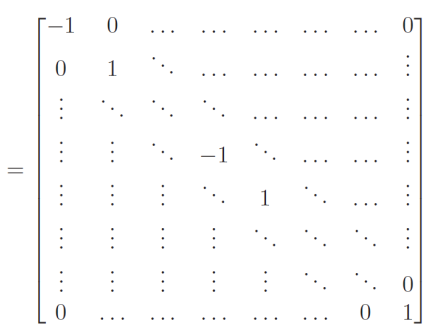 -1 0 … … … … … 0
0 1 ⋱ … … … … ⋮
⋮ ⋱ ⋱ ⋱ … … … ⋮
= ⋮ ⋮ ⋱ -1 ⋱ … … ⋮
⋮ ⋮ ⋮ ⋱ 1 ⋱ … ⋮
⋮ ⋮ ⋮ ⋮ ⋱ ⋱ ⋱ ⋮
⋮ ⋮ ⋮ ⋮ ⋮ ⋱ ⋱ 0
0 … … … … … 0 1